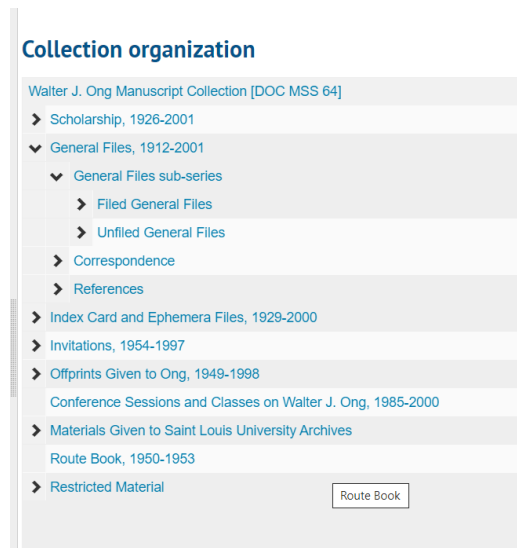 Collection organization
Walter J. Ong Manuscript Collection [DOC MSS 64]
Scholarship, 1926-2001
General Files, 1912-2001
General Files sub-series
Filed General Files
Unfiled General Files
Correspondence
References
Index Card and Ephemera Files, 1929-2000
Invitations, 1954-1997
Offprints Given to Ong, 1949-1998
Conference Sessions and Classes on Walter J. Ong, 1985-2000
Materials Given to Saint Louis University Archives
Route Book, 1950-1953
Restricted Material
Route Book